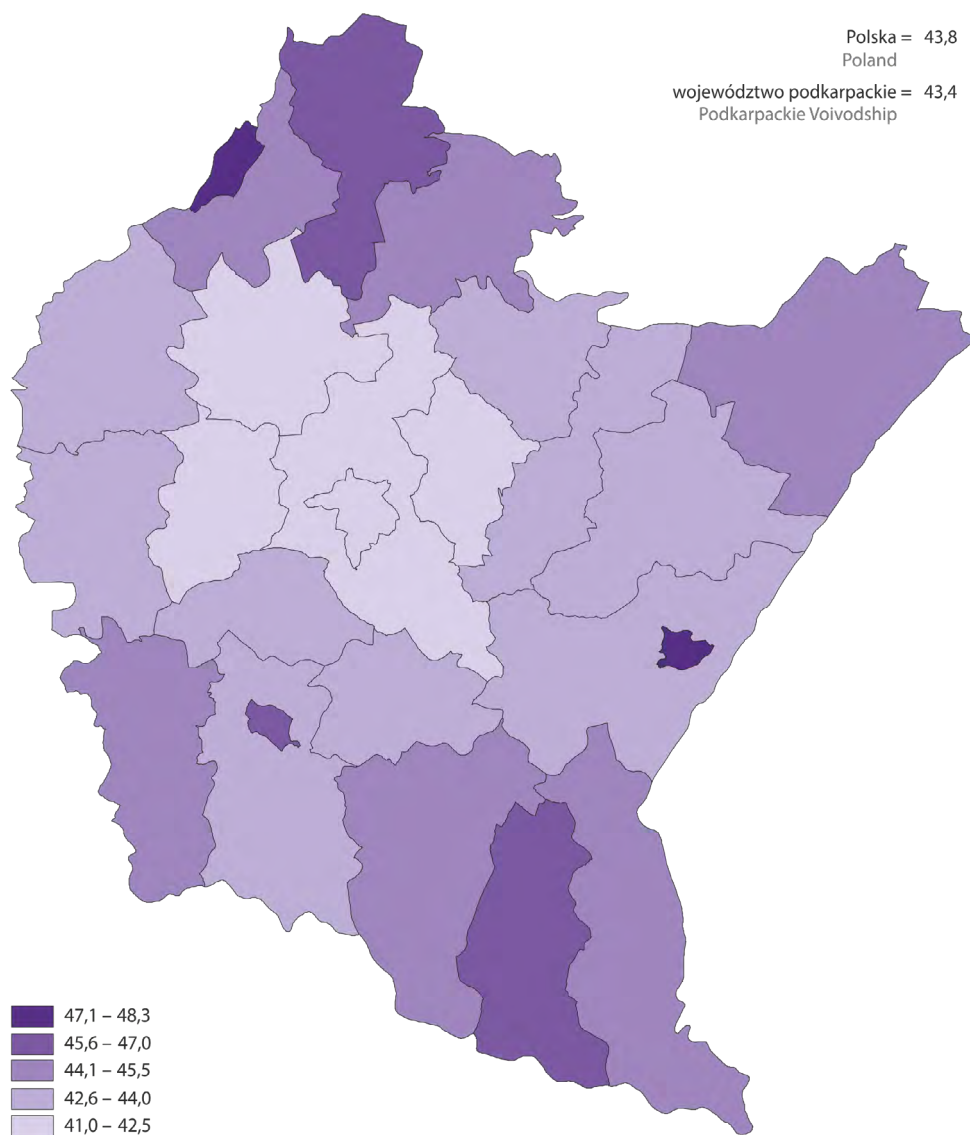 Polska = 43,8
Poland
województwo podkarpackie = 43,4
Podkarpackie Voivodship
47,1 – 48,3
45,6 – 47,0
44,1 – 45,5
42,6 – 44,0
41,0 – 42,5